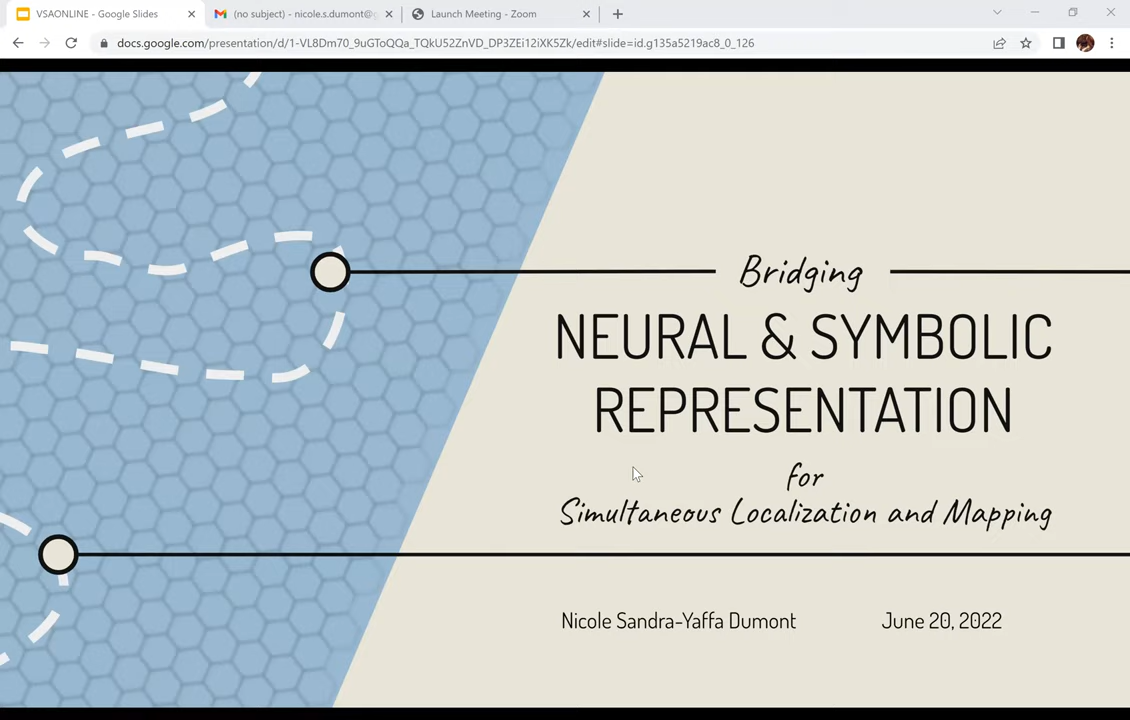 VSAONLINE - Google Slides
(no subject) - nicole.s.dumont@g
Launch Meeting - Zoom
docs.google.com/presentation/d/1-VL8Dm70_9uGToQQa_TQkU52ZnVD_DP3ZEi12iXK5Zk/edit#slide=id.g135a5219ac8_0_126
Bridging
NEURAL & SYMBOLIC
REPRESENTATION
for
Simultaneous Localization and Mapping
Nicole Sandra-Yaffa Dumont June 20, 2022